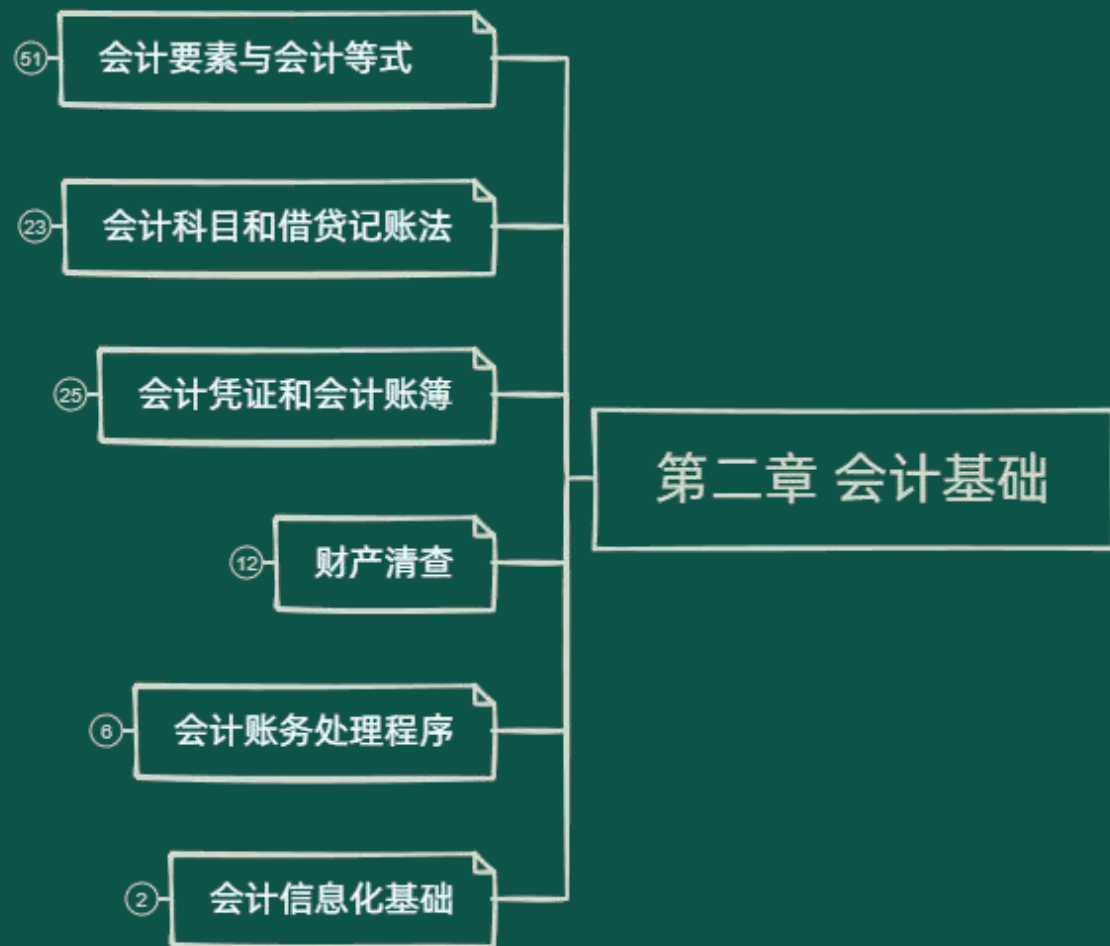 51
会计要素与会计等式
23
会计科目和借贷记账法
25
会计凭证和会计账簿
第二章 会计基础
12
财产清查
6
会计账务处理程序
2
会计信息化基础